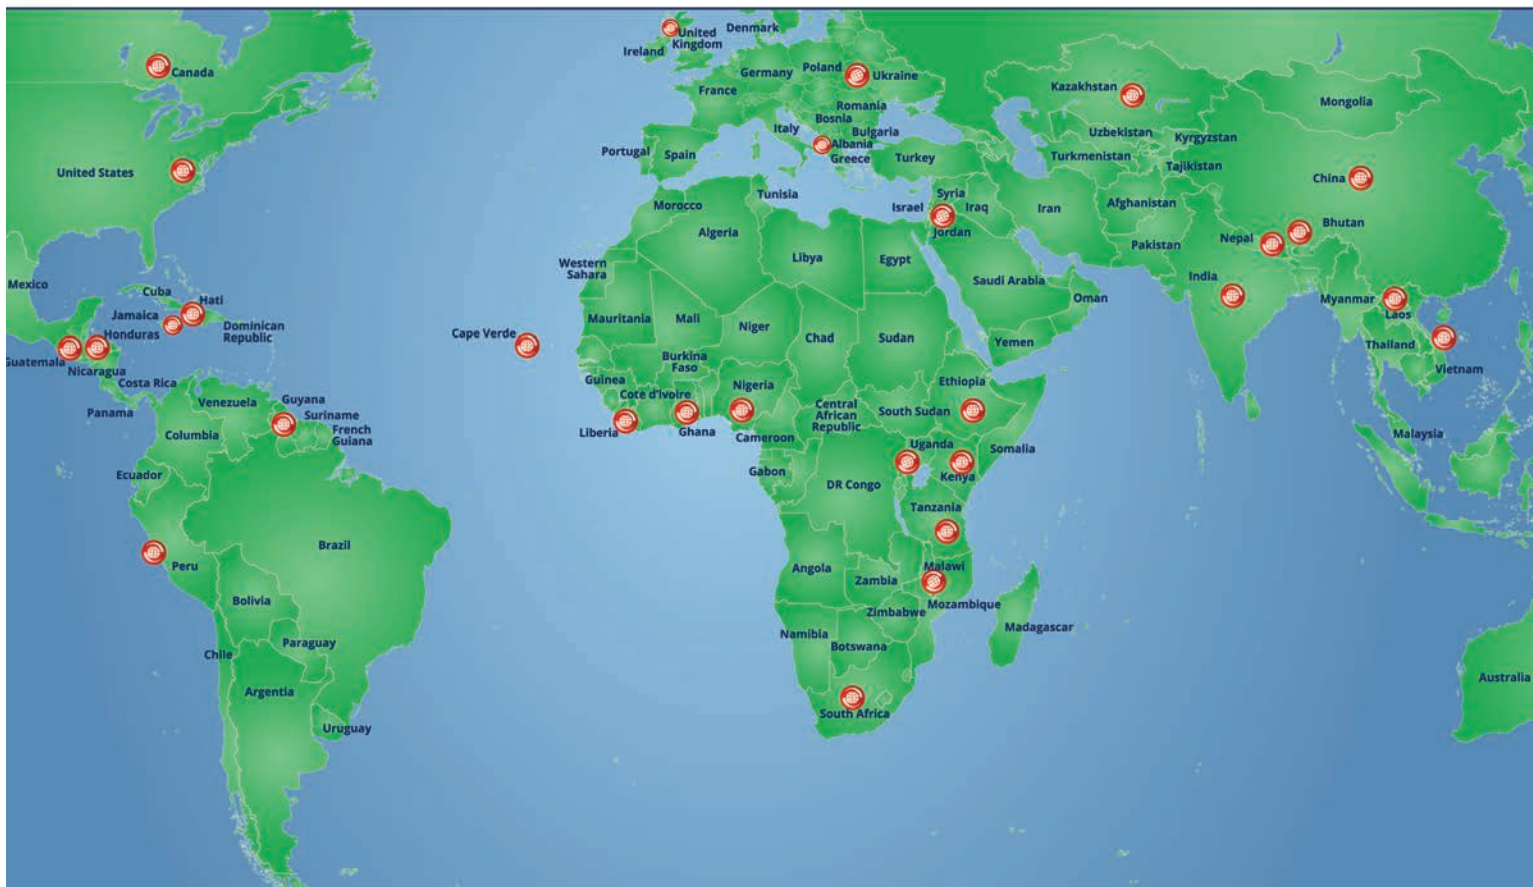 Canada
United States
Mexico
Cuba
Hati
Jamaica
Dominican
Republic
Honduras
Guatemala
Nicaragua
Costa Rica
Panama
Venezuela
Guyana
Suriname
French
Guiana
Columbia
Ecuador
Peru
Brazil
Bolivia
Paraguay
Chile
Argentia
Uruguay
Ireland
United
Kingdom
Denmark
Germany
Poland
Ukraine
France
Romania
Bosnia
Italy
Bulgaria
Albania
Greece
Portugal
Spain
Turkey
Tunisia
Morocco
Algeria
Western
Sahara
Libya
Egypt
Israel
Syria
Iraq
Jordan
Iran
Saudi Arabia
Oman
Yemen
Cape Verde
Mauritania
Mali
Niger
Chad
Sudan
Burkina
Faso
Guinea
Cote d'Ivoire
Nigeria
Ethiopia
Liberia
Ghana
Cameroon
Central
African
Republic
South Sudan
Uganda
Somalia
Gabon
DR Congo
Kenya
Tanzania
Angola
Zambia
Malawi
Mozambique
Zimbabwe
Namibia
Botswana
Madagascar
South Africa
Kazakhstan
Mongolia
Uzbekistan
Kyrgyzstan
Turkmenistan
Tajikistan
China
Afghanistan
Pakistan
Nepal
Bhutan
India
Myanmar
Laos
Thailand
Vietnam
Malaysia
Australia